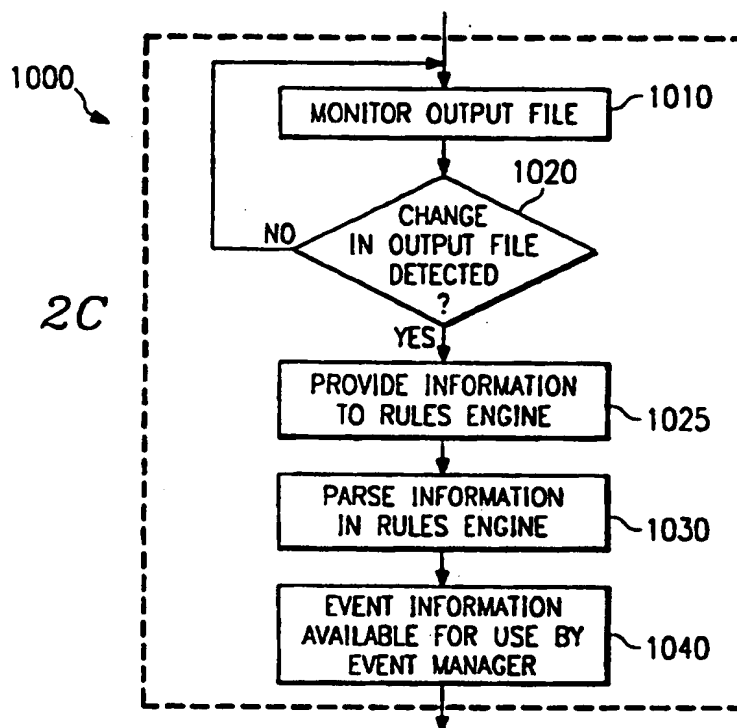 1000
MONITOR OUTPUT FILE
1010
1020
CHANGE
IN OUTPUT FILE
DETECTED
?
NO
2C
YES
PROVIDE INFORMATION
TO RULES ENGINE
1025
PARSE INFORMATION
IN RULES ENGINE
1030
EVENT INFORMATION
AVAILABLE FOR USE BY
EVENT MANAGER
1040